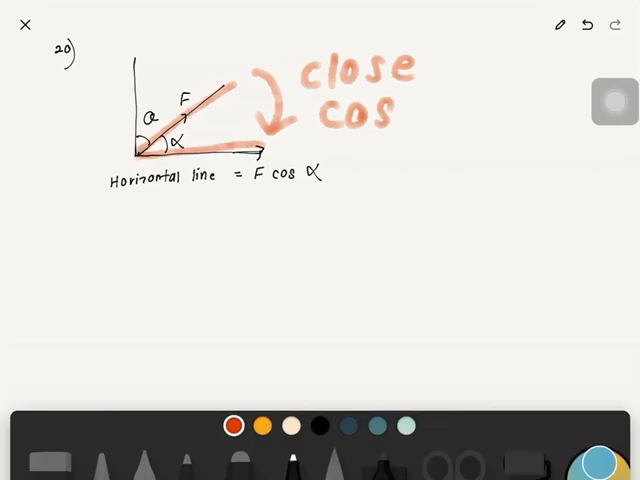 20)
close
cos
F
θ
α
Horizontal line = F cos α